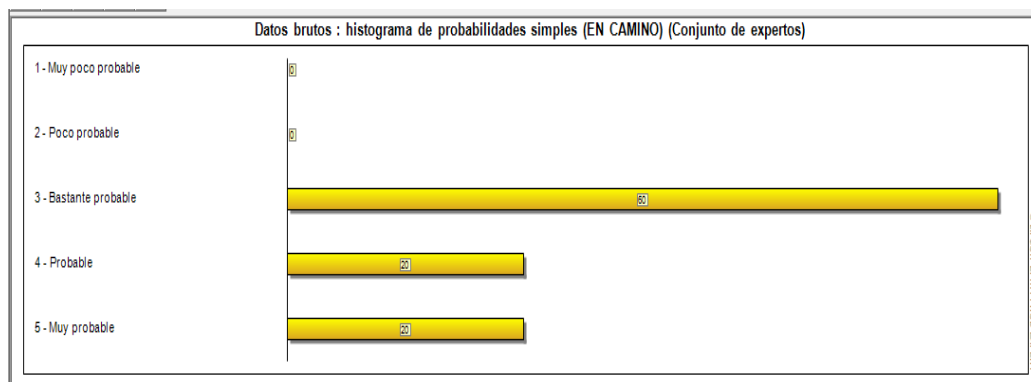 Datos brutos : histograma de probabilidades simples (EN CAMINO) (Conjunto de expertos)
1 - Muy poco probable
0
2 - Poco probable
0
3 - Bastante probable
60
4 - Probable
20
5 - Muy probable
20